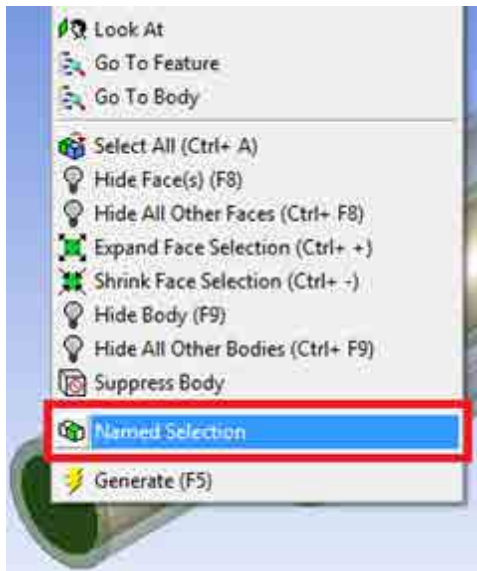 Look At
Go To Feature
Go To Body
Select All (Ctrl+ A)
Hide Face(s) (F8)
Hide All Other Faces (Ctrl+ F8)
Expand Face Selection (Ctrl+ +)
Shrink Face Selection (Ctrl+ -)
Hide Body (F9)
Hide All Other Bodies (Ctrl+ F9)
Suppress Body
Named Selection
Generate (F5)